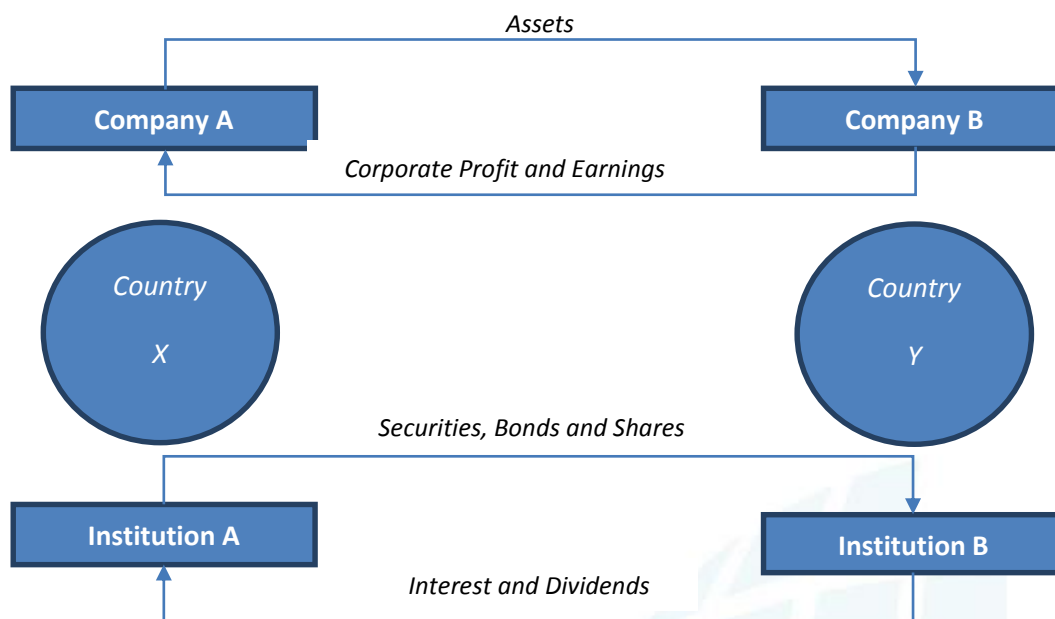 Assets
Company A
Company B
Corporate Profit and Earnings
Country
X
Country
Y
Securities, Bonds and Shares
Institution A
Institution B
Interest and Dividends